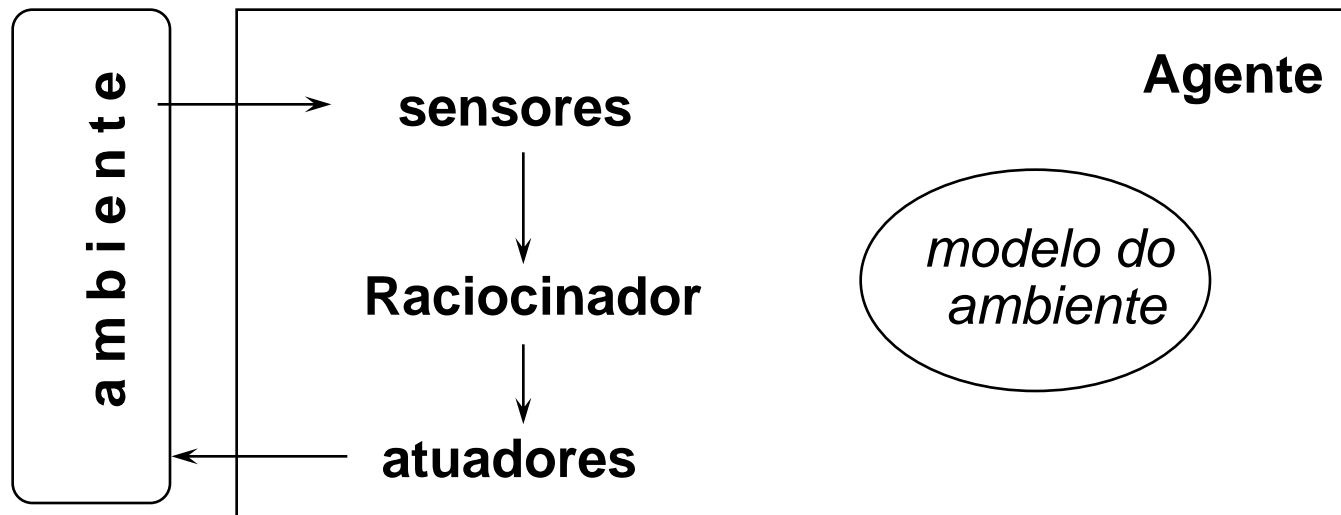 ambiente
Agente
sensores
Raciocinador
modelo do
ambiente
atuadores